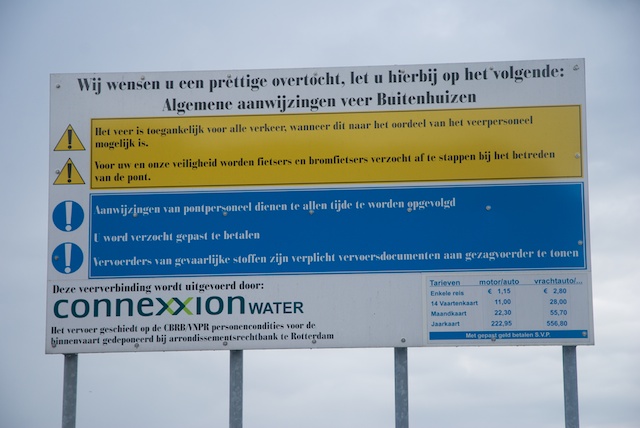 Wij wensen u een prettige overtocht, let u hierbij op het volgende:
Algemene aanwijzingen veer Buitenhuizen
Het veer is toegankelijk voor alle verkeer, wanneer dit naar het oordeel van het veerpersoneel
mogelijk is.
Voor uw en onze veiligheid worden fietsers en bromfietsers verzocht af te stappen bij het betreden
van de pont.
Aanwijzingen van pontpersoneel dienen te allen tijde te worden opgevolgd
U word verzocht gepast te betalen
Vervoerders van gevaarlijke stoffen zijn verplicht vervoersdocumenten aan gezagvoerder te tonen
Deze veerverbinding wordt uitgevoerd door:
connexxion WATER
Het vervoer geschiedt op de CBRB/VNPR personencondities voor de
binnenvaart gedeponeerd bij arrondissementsrechtbank te Rotterdam
Tarieven motor/auto vrachtauto/...
Enkele reis € 1,15 € 2,80
14 Vaartenkaart 11,00 28,00
Maandkaart 22,30 55,70
Jaarkaart 222,95 556,80
Met gepast geld betalen S.V.P.